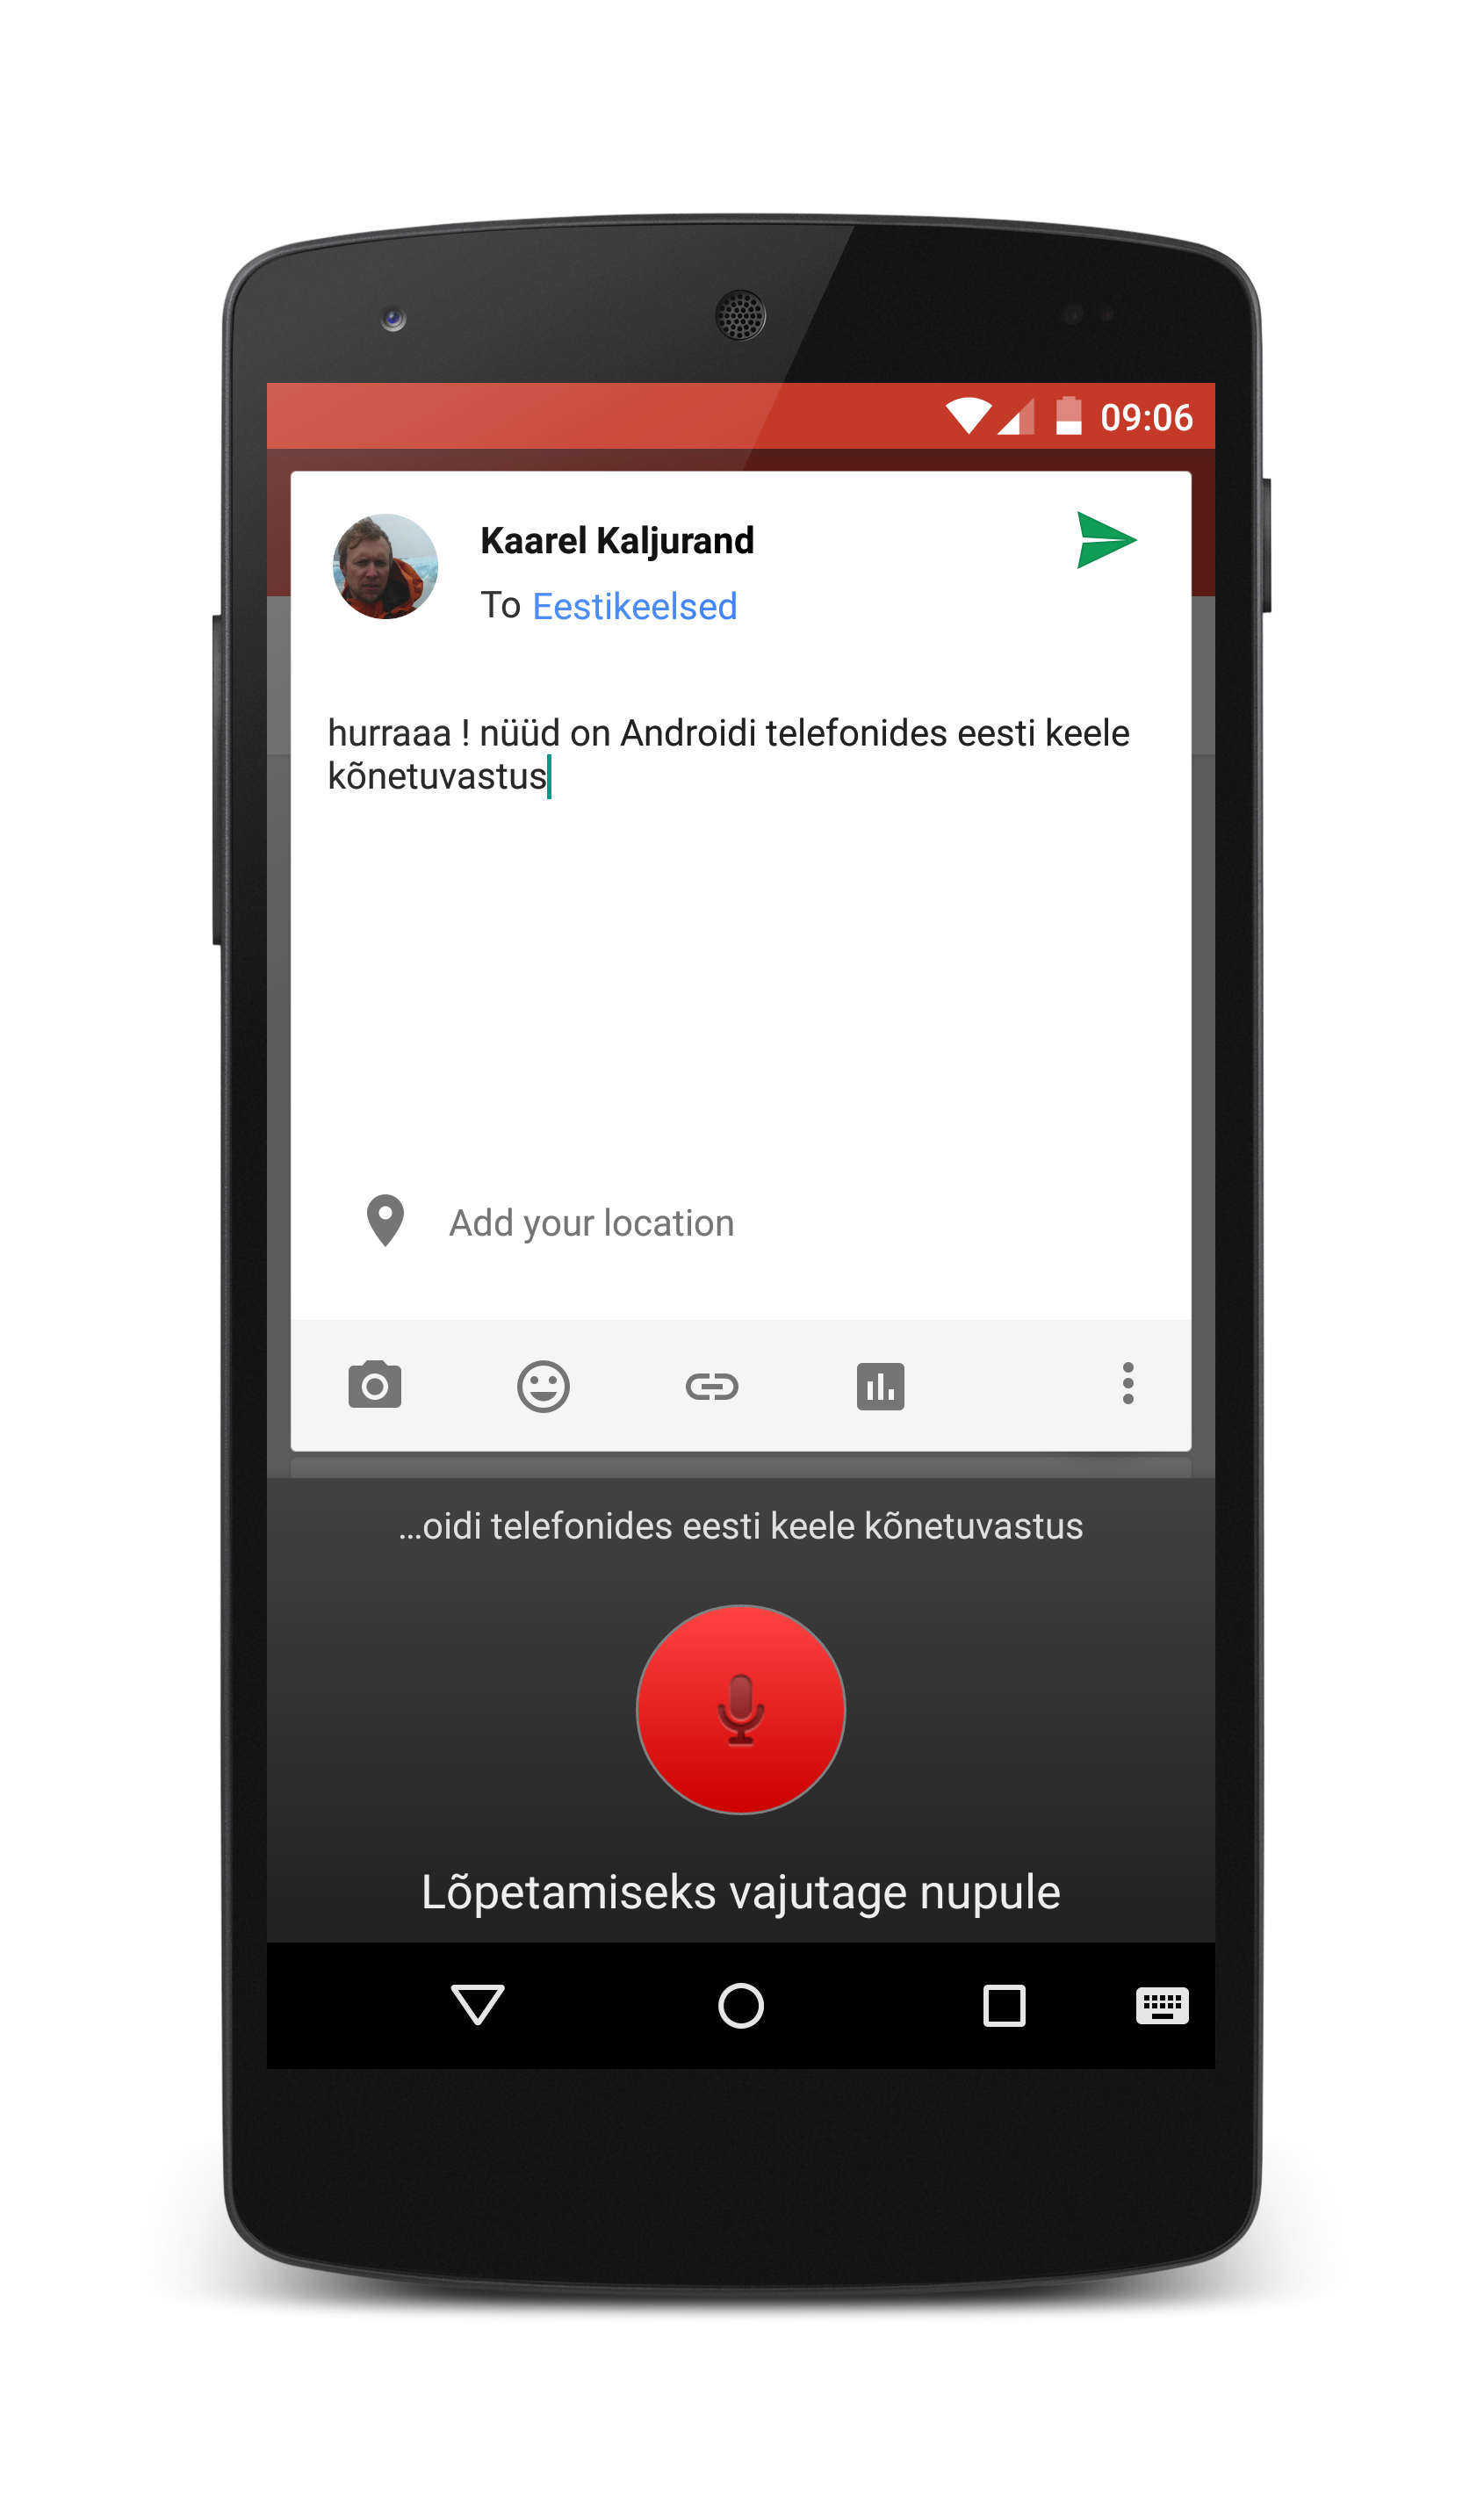 09:06
Kaarel Kaljurand
To Eestikeelsed
hurraaa ! nüüd on Androidi telefonides eesti keele
kõnetuvastus
Add your location
...oidi telefonides eesti keele kõnetuvastus
Lõpetamiseks vajutage nupule